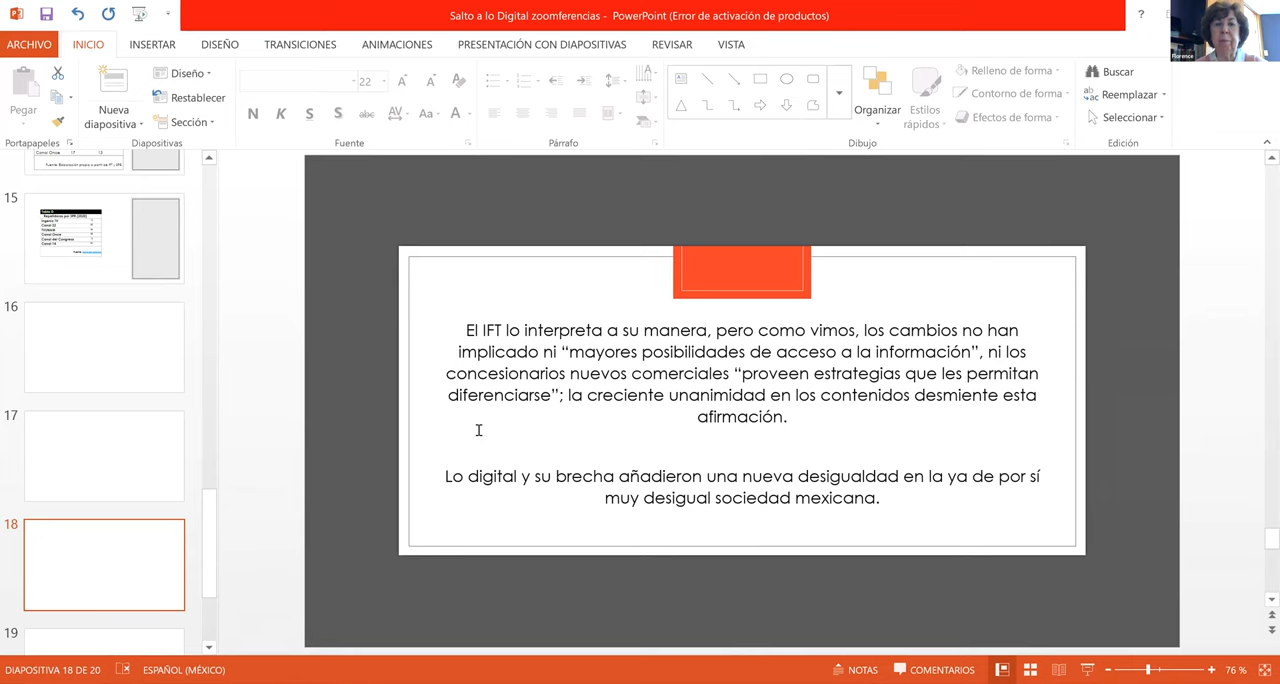 Salto a lo Digital zoomferencias - PowerPoint (Error de activación de productos)
?
Florence
ARCHIVO INICIO INSERTAR DISEÑO TRANSICIONES ANIMACIONES PRESENTACIÓN CON DIAPOSITIVAS REVISAR VISTA
Pegar
Nueva
diapositiva
Diseño
Restablecer
Sección
22
N K S S abc AV Aa A
Organizar
Estilos
rápidos
Relleno de forma
Contorno de forma
Efectos de forma
Buscar
Reemplazar
Seleccionar
Portapapeles Diapositivas Fuente Párrafo Dibujo Edición
15
16
17
18
19
El IFT lo interpreta a su manera, pero como vimos, los cambios no han
implicado ni “mayores posibilidades de acceso a la información”, ni los
concesionarios nuevos comerciales “proveen estrategias que les permitan
diferenciarse”; la creciente unanimidad en los contenidos desmiente esta
afirmación.
Lo digital y su brecha añadieron una nueva desigualdad en la ya de por sí
muy desigual sociedad mexicana.
DIAPOSITIVA 18 DE 20 ESPAÑOL (MÉXICO) NOTAS COMENTARIOS 76 %